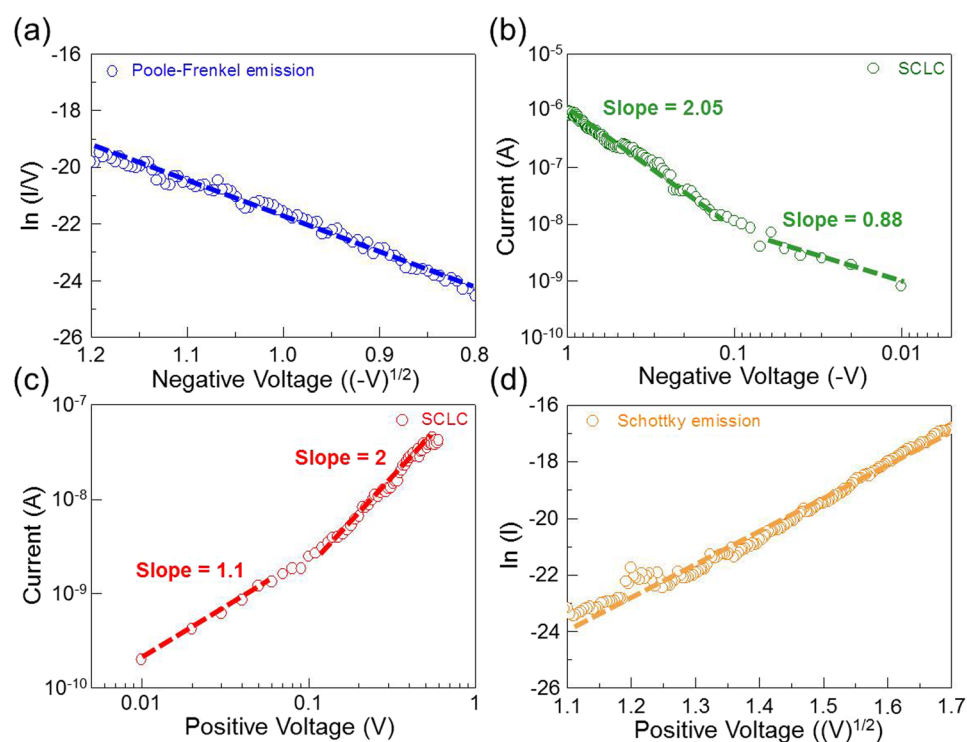 (a)
-16
-18
-20
-22
-24
-26
ln (I/V)
Poole-Frenkel emission
1.2 1.1 1.0 0.9 0.8
Negative Voltage ((-V)1/2)
(b)
10-5
10-6
10-7
10-8
10-9
10-10
Current (A)
SCLC
Slope = 2.05
Slope = 0.88
1 0.1 0.01
Negative Voltage (-V)
(c)
10-7
10-8
10-9
10-10
Current (A)
SCLC
Slope = 2
Slope = 1.1
0.01 0.1 1
Positive Voltage (V)
(d)
-16
-18
-20
-22
-24
-26
ln (I)
Schottky emission
1.1 1.2 1.3 1.4 1.5 1.6 1.7
Positive Voltage ((V)1/2)